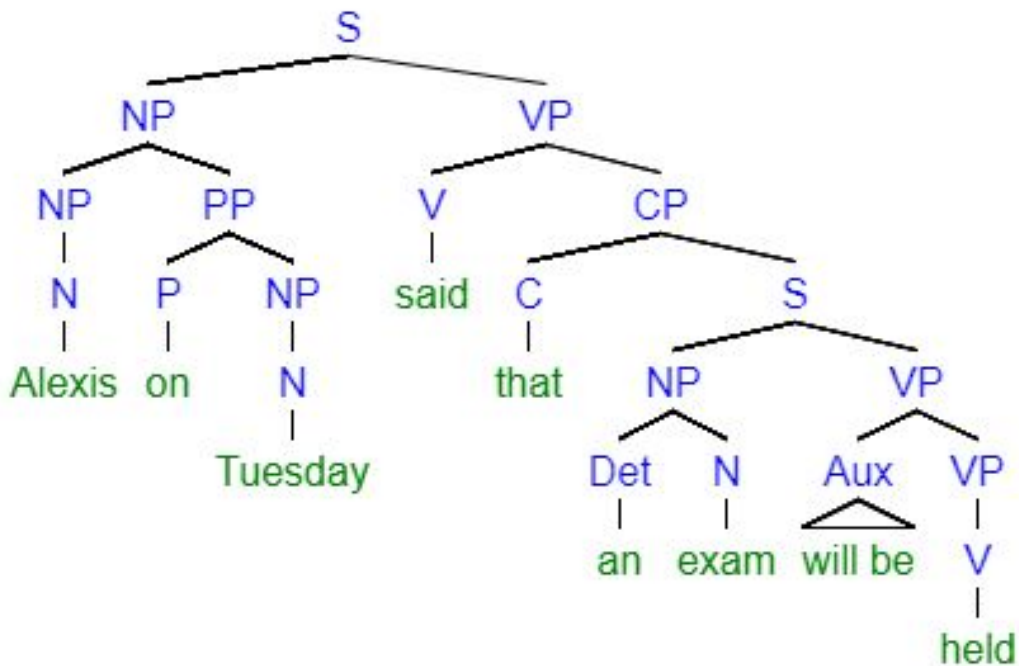 S
NP VP
NP PP V CP
N P NP said C S
Alexis on N that NP VP
Tuesday Det N Aux VP
an exam will be V
held